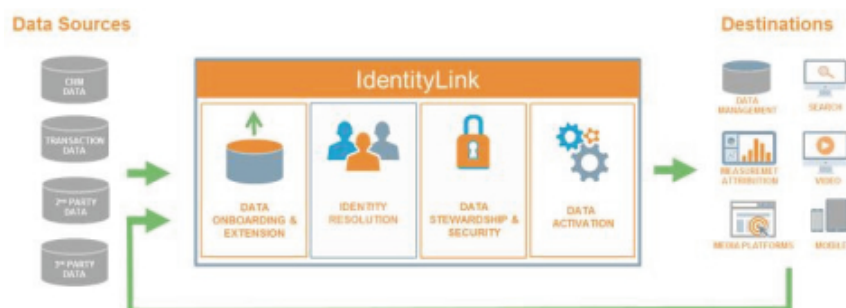 Data Sources
Destinations
CRM
DATA
TRANSACTION
DATA
2ND PARTY DATA
3RD PARTY
DATA
IdentityLink
DATA
ONBOARDING &
EXTENSION
IDENTITY
RESOLUTION
DATA
STEWARDSHIP &
SECURITY
DATA
ACTIVATION
DATA
MANAGEMENT
SEARCH
MEASUREMET
ATTRIBUTION
VIDEO
MEDIA PLATFORMS
MOBILE